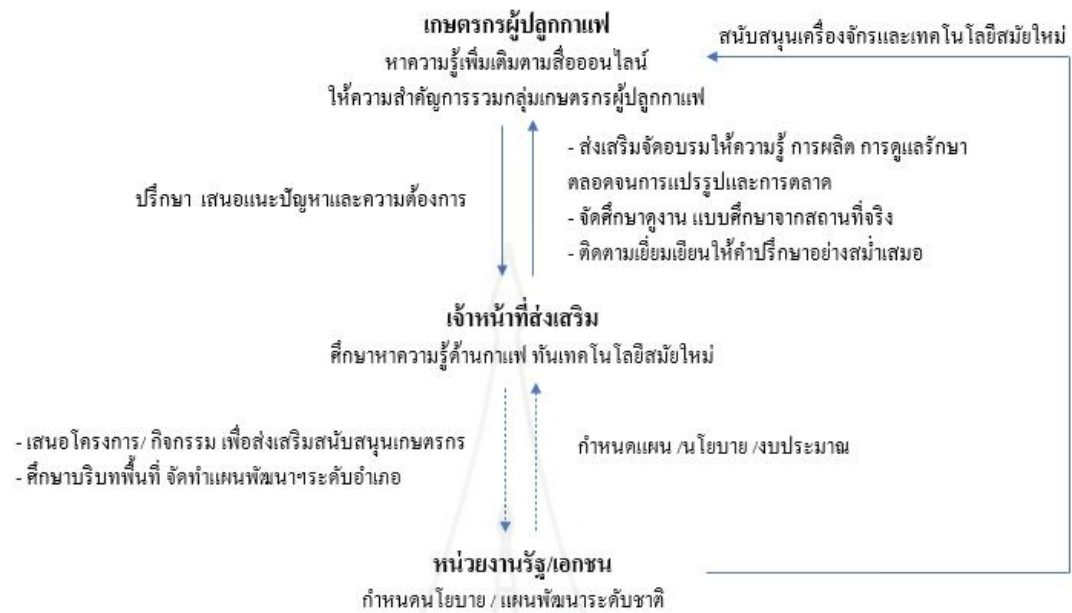 เกษตรกรผู้ปลูกกาแฟ
หาความรู้เพิ่มเติมตามสื่อออนไลน์
ให้ความสำคัญการรวมกลุ่มเกษตรกรผู้ปลูกกาแฟ
สนับสนุนเครื่องจักรและเทคโนโลยีสมัยใหม่
ปรึกษา เสนอแนะปัญหาและความต้องการ
- ส่งเสริมจัดอบรมให้ความรู้ การผลิต การดูแลรักษา
ตลอดจนการแปรรูปและการตลาด
- จัดศึกษาดูงาน แบบศึกษาจากสถานที่จริง
- ติดตามเยี่ยมเยียนให้คำปรึกษาอย่างสม่ำเสมอ
เจ้าหน้าที่ส่งเสริม
ศึกษาหาความรู้ด้านกาแฟ ทันเทคโนโลยีสมัยใหม่
- เสนอโครงการ/ กิจกรรม เพื่อส่งเสริมสนับสนุนเกษตรกร
- ศึกษาบริบทพื้นที่ จัดทำแผนพัฒนาฯระดับอำเภอ
กำหนดแผน /นโยบาย /งบประมาณ
หน่วยงานรัฐ/เอกชน
กำหนดนโยบาย / แผนพัฒนาระดับชาติ